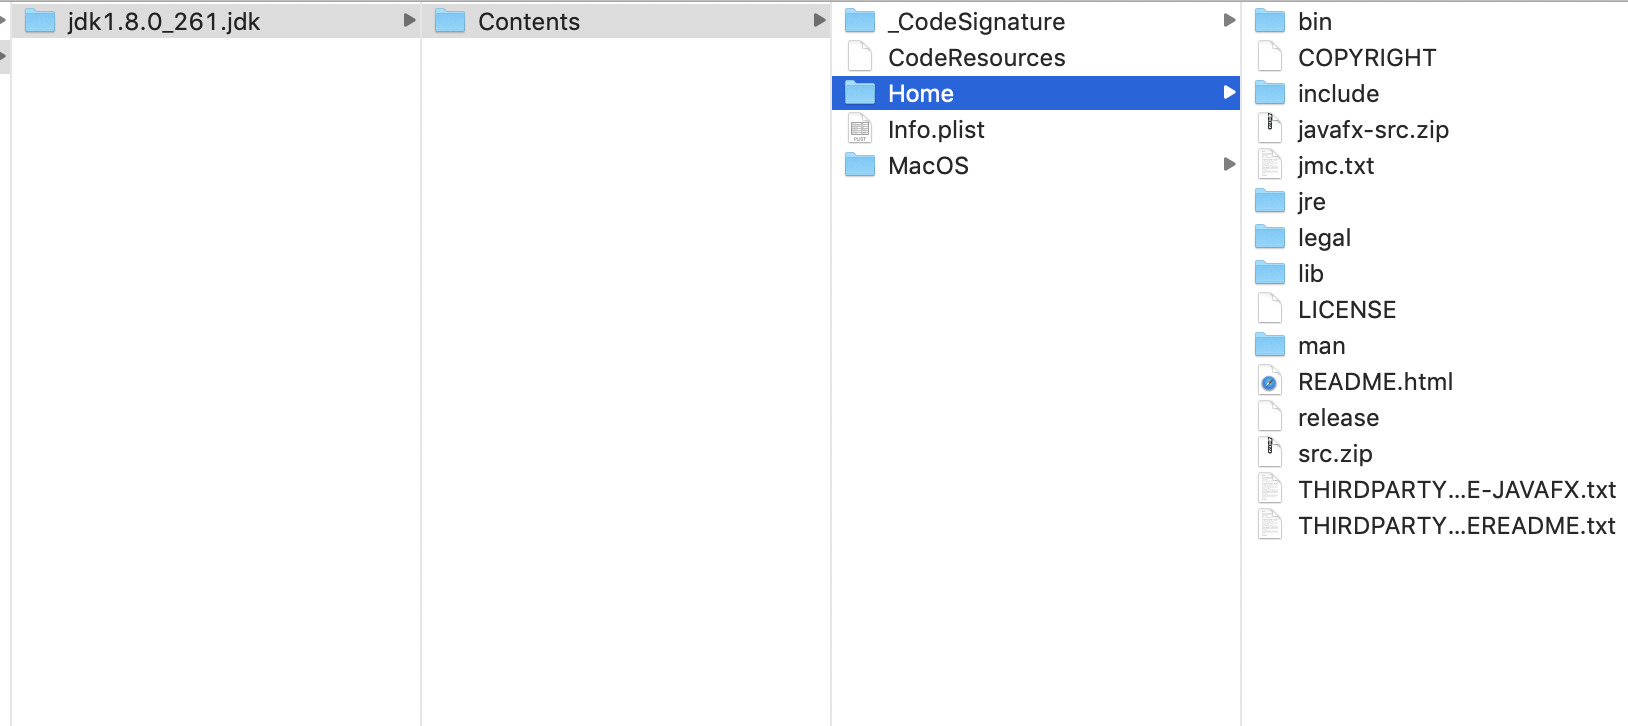 jdk1.8.0_261.jdk
Contents
_CodeSignature
CodeResources
Home
Info.plist
MacOS
bin
COPYRIGHT
include
javafx-src.zip
jmc.txt
jre
legal
lib
LICENSE
man
README.html
release
src.zip
THIRDPARTY...E-JAVAFX.txt
THIRDPARTY...EREADME.txt